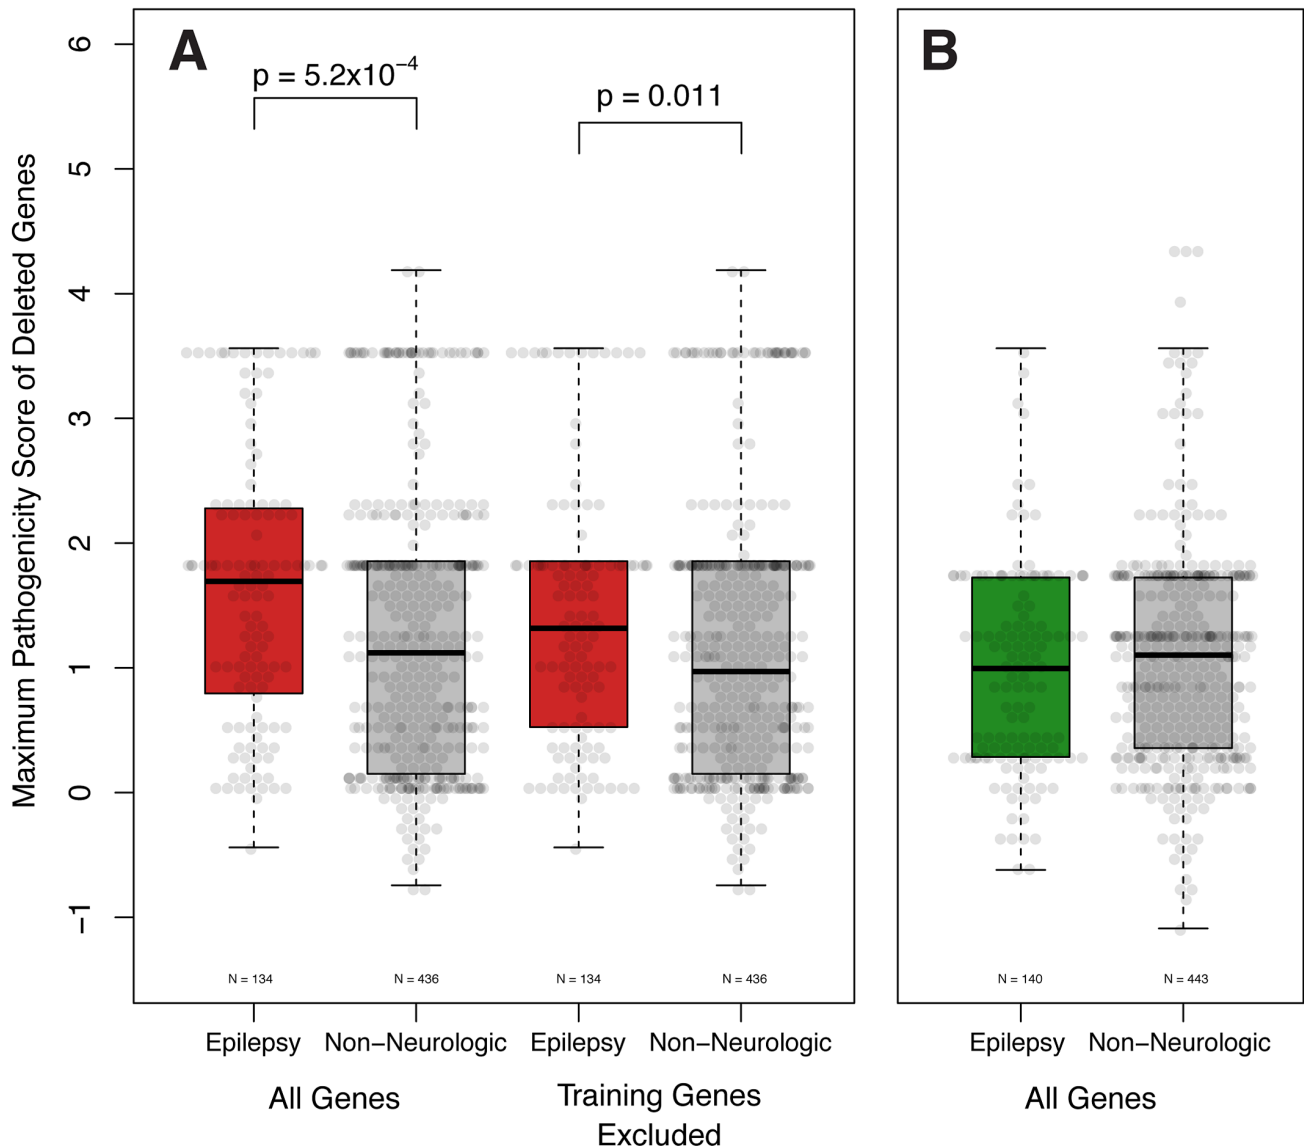 A
B
p = 5.2x10−4
p = 0.011
Maximum Pathogenicity Score of Deleted Genes
6
5
4
3
2
1
0
−1
N = 134
N = 436
N = 134
N = 436
N = 140
N = 443
Epilepsy
Non−Neurologic
Epilepsy
Non−Neurologic
Epilepsy
Non−Neurologic
All Genes
Training Genes
Excluded
All Genes